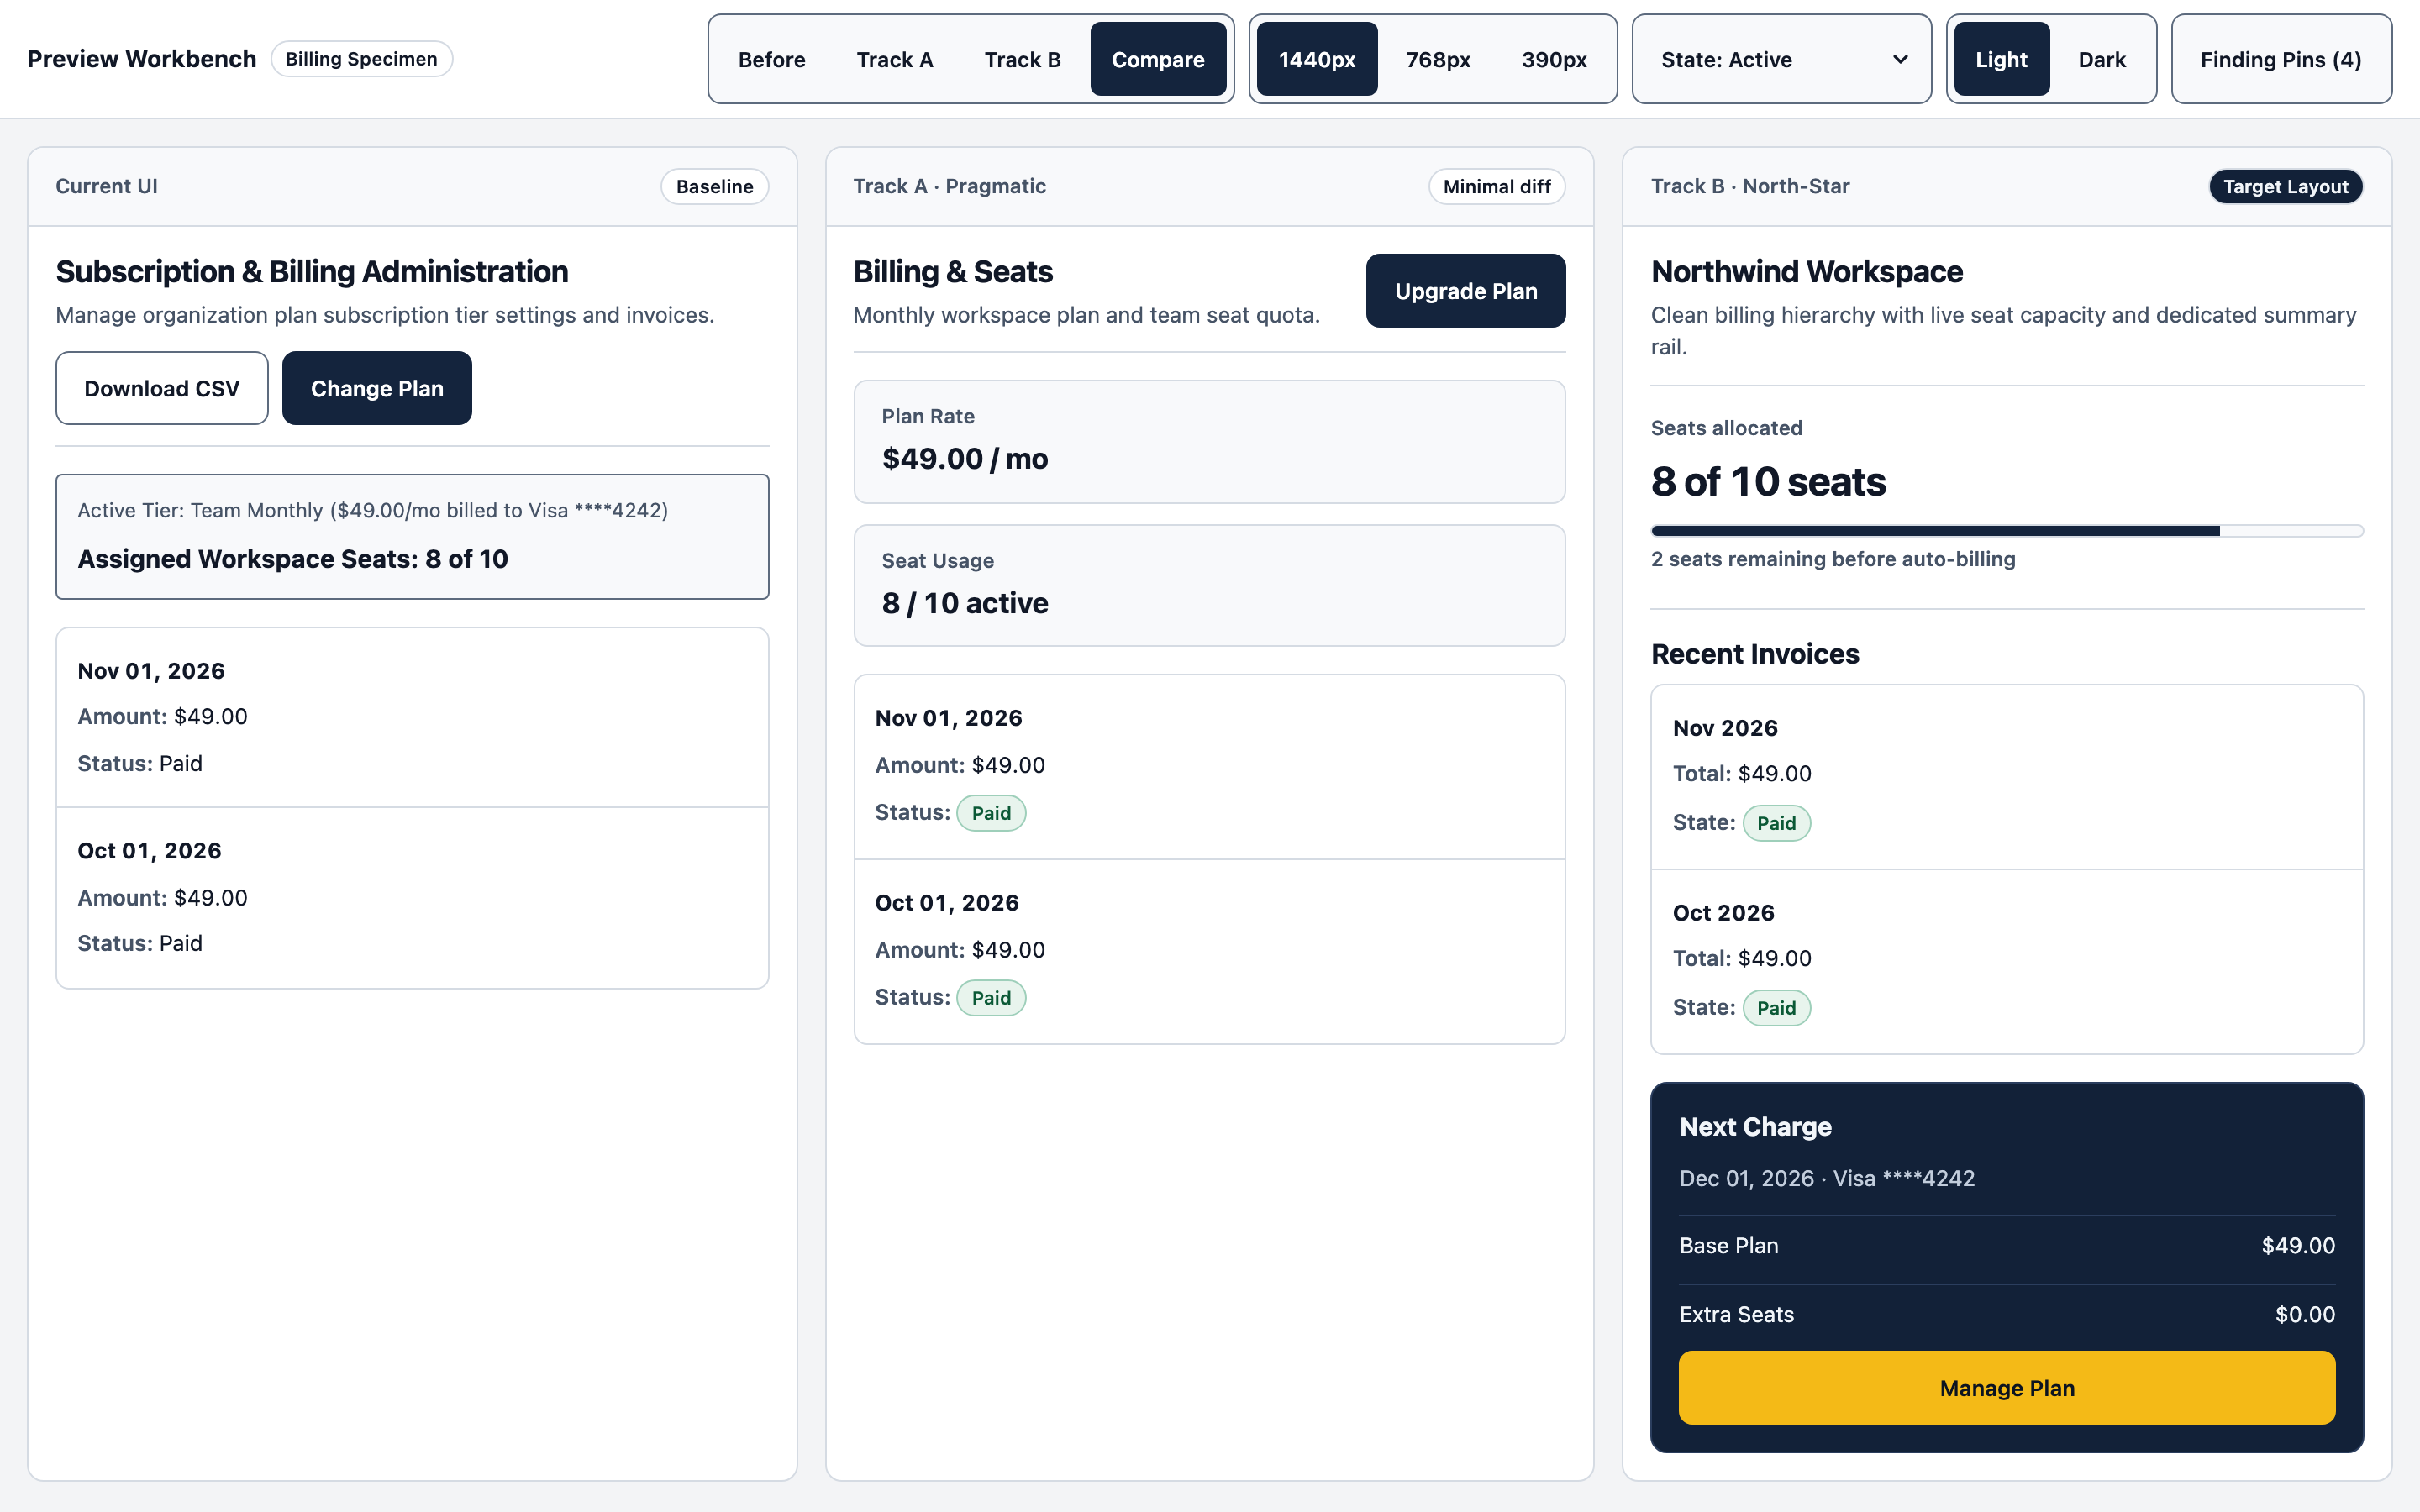 Preview Workbench
Billing Specimen
Before
Track A
Track B
Compare
1440px
768px
390px
State: Active
Light
Dark
Finding Pins (4)
Current UI
Baseline
Subscription & Billing Administration
Manage organization plan subscription tier settings and invoices.
Download CSV
Change Plan
Active Tier: Team Monthly ($49.00/mo billed to Visa ****4242)
Assigned Workspace Seats: 8 of 10
Nov 01, 2026
Amount: $49.00
Status: Paid
Oct 01, 2026
Amount: $49.00
Status: Paid
Track A · Pragmatic
Minimal diff
Billing & Seats
Monthly workspace plan and team seat quota.
Upgrade Plan
Plan Rate
$49.00 / mo
Seat Usage
8 / 10 active
Nov 01, 2026
Amount: $49.00
Status: Paid
Oct 01, 2026
Amount: $49.00
Status: Paid
Track B · North-Star
Target Layout
Northwind Workspace
Clean billing hierarchy with live seat capacity and dedicated summary
rail.
Seats allocated
8 of 10 seats
2 seats remaining before auto-billing
Recent Invoices
Nov 2026
Total: $49.00
State: Paid
Oct 2026
Total: $49.00
State: Paid
Next Charge
Dec 01, 2026 · Visa ****4242
Base Plan $49.00
Extra Seats $0.00
Manage Plan